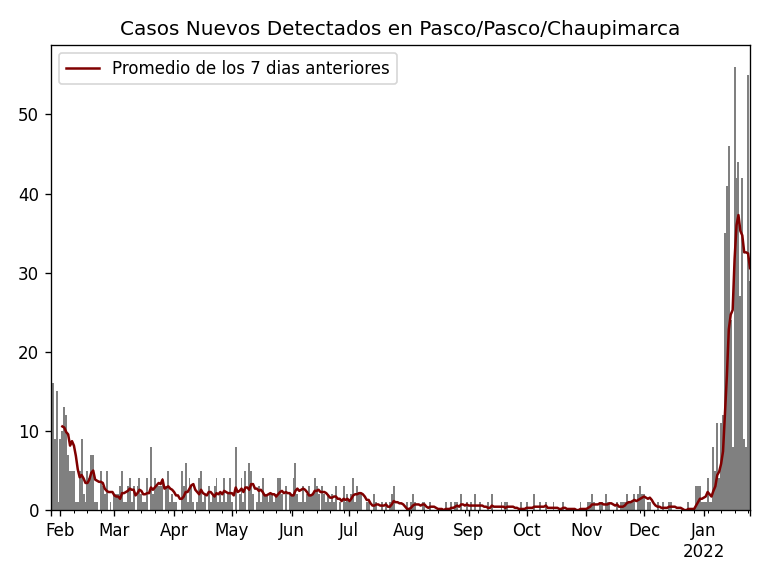 Casos Nuevos Detectados en Pasco/Pasco/Chaupimarca
Promedio de los 7 dias anteriores
50
40
30
20
10
0
Feb Mar Apr May Jun Jul Aug Sep Oct Nov Dec Jan
2022